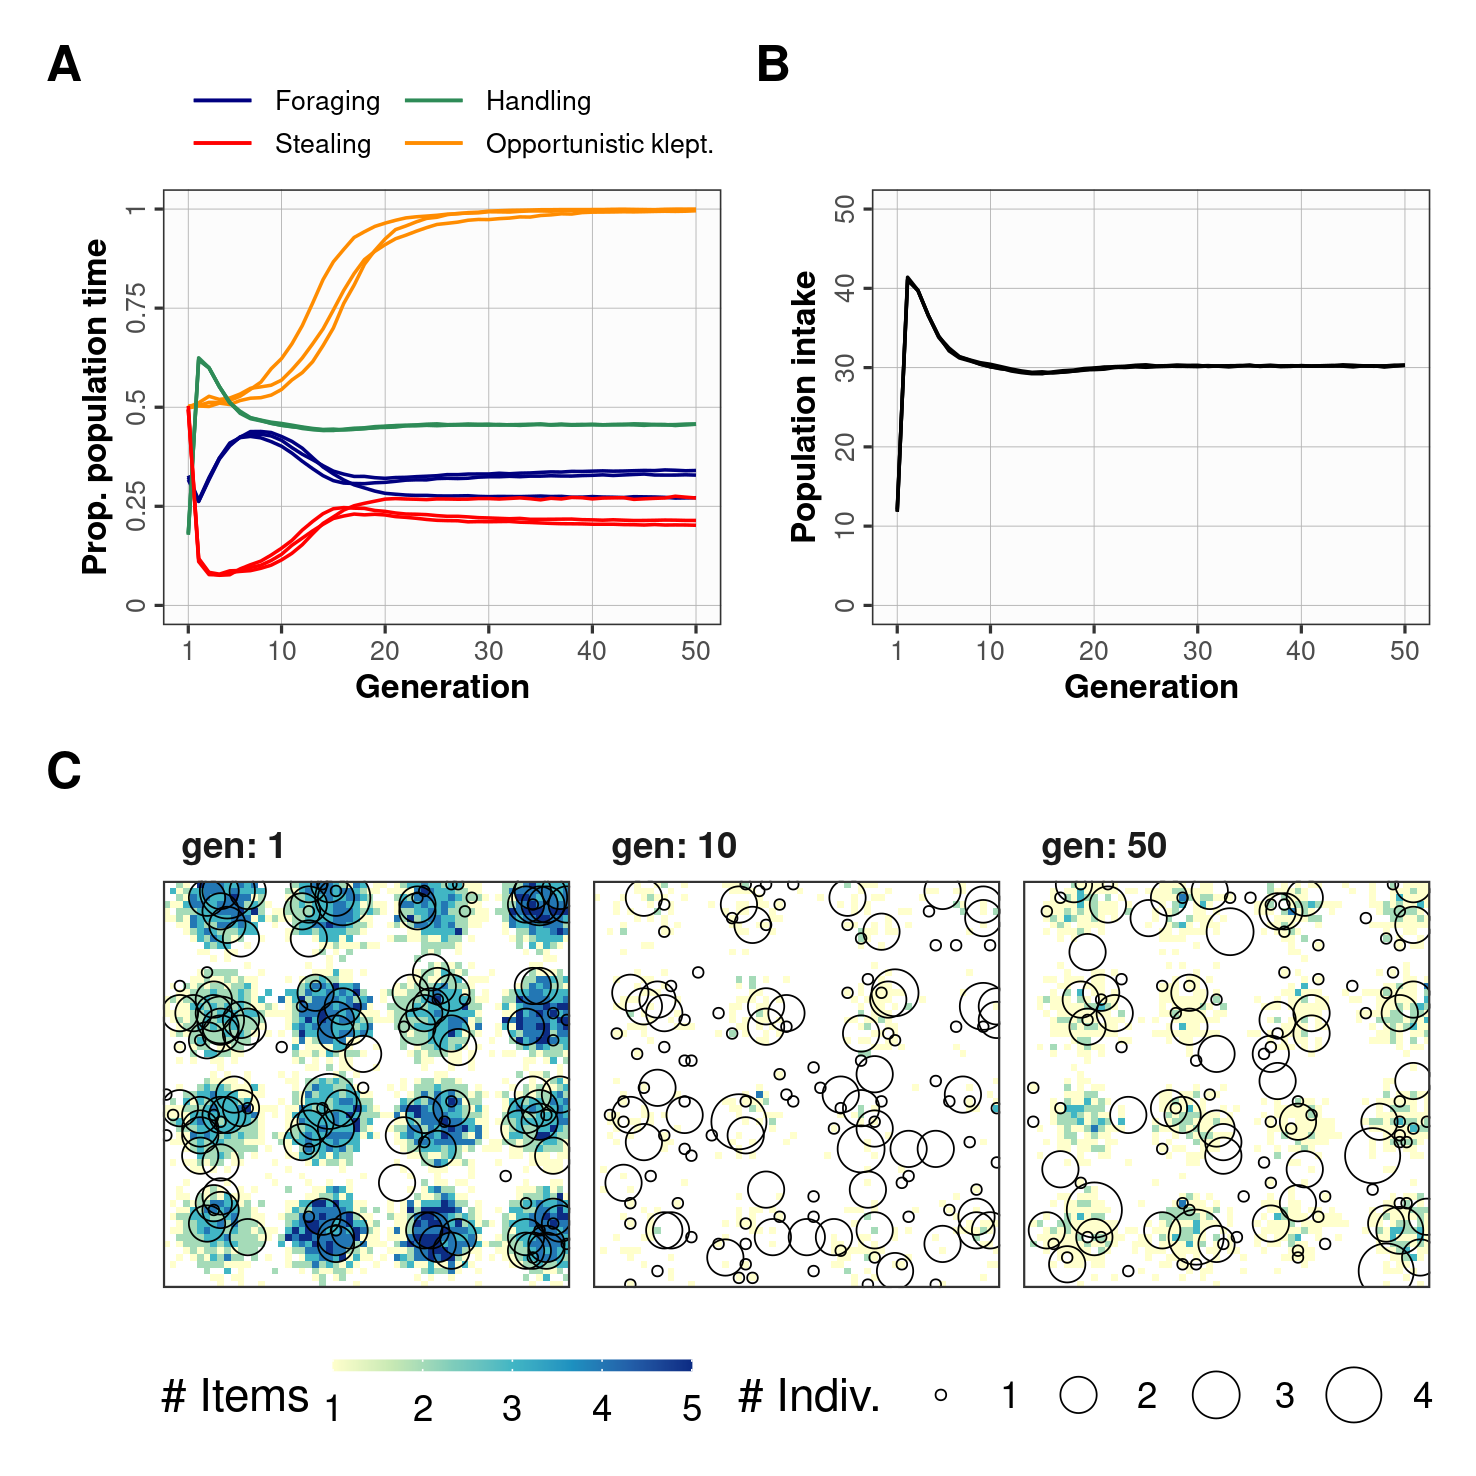 A
B
Foraging
Handling
Stealing
Opportunistic klept.
Prop. population time
1
0.75
0.5
0.25
0
1 10 20 30 40 50
Generation
Population intake
50
40
30
20
10
0
1 10 20 30 40 50
Generation
C
gen: 1
gen: 10
gen: 50
# Items
1 2 3 4 5
# Indiv.
1 2 3 4